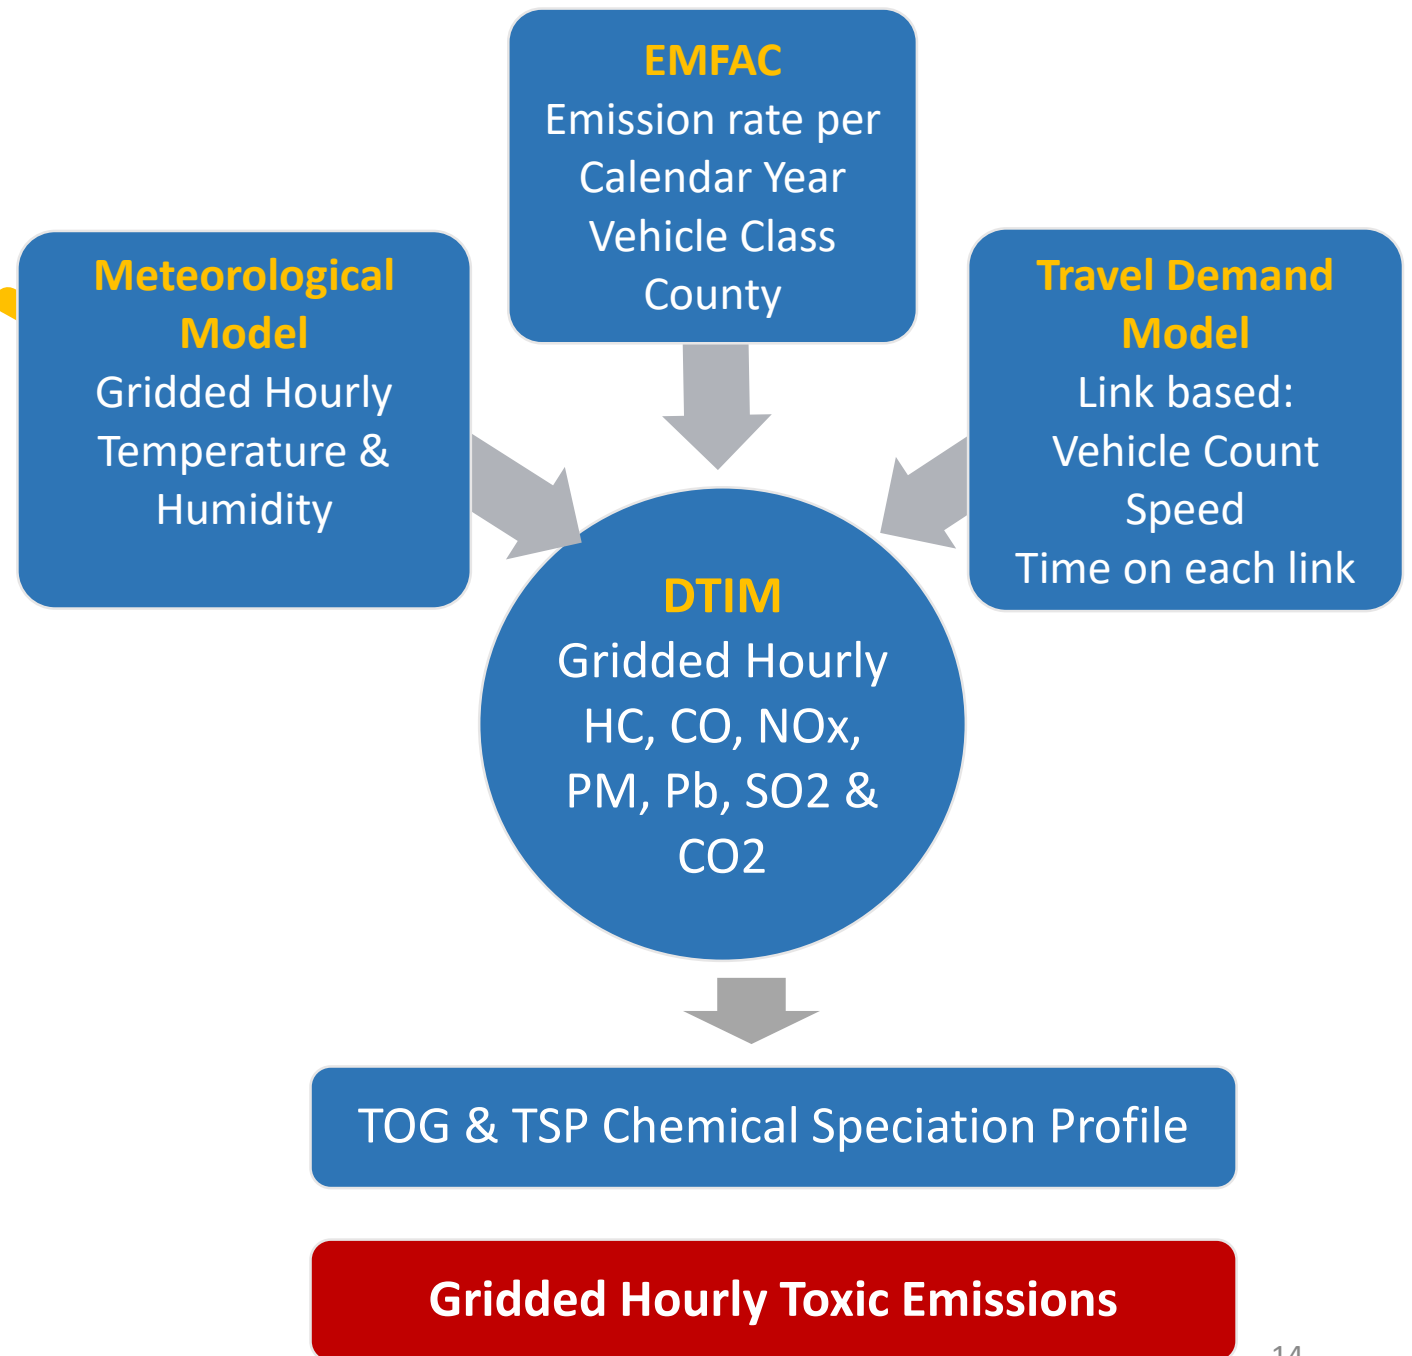 EMFAC
Emission rate per
Calendar Year
Vehicle Class
County
Meteorological
Model
Gridded Hourly
Temperature &
Humidity
Travel Demand
Model
Link based:
Vehicle Count
Speed
Time on each link
DTIM
Gridded Hourly
HC, CO, NOx,
PM, Pb, SO2 &
CO2
TOG & TSP Chemical Speciation Profile
Gridded Hourly Toxic Emissions
14